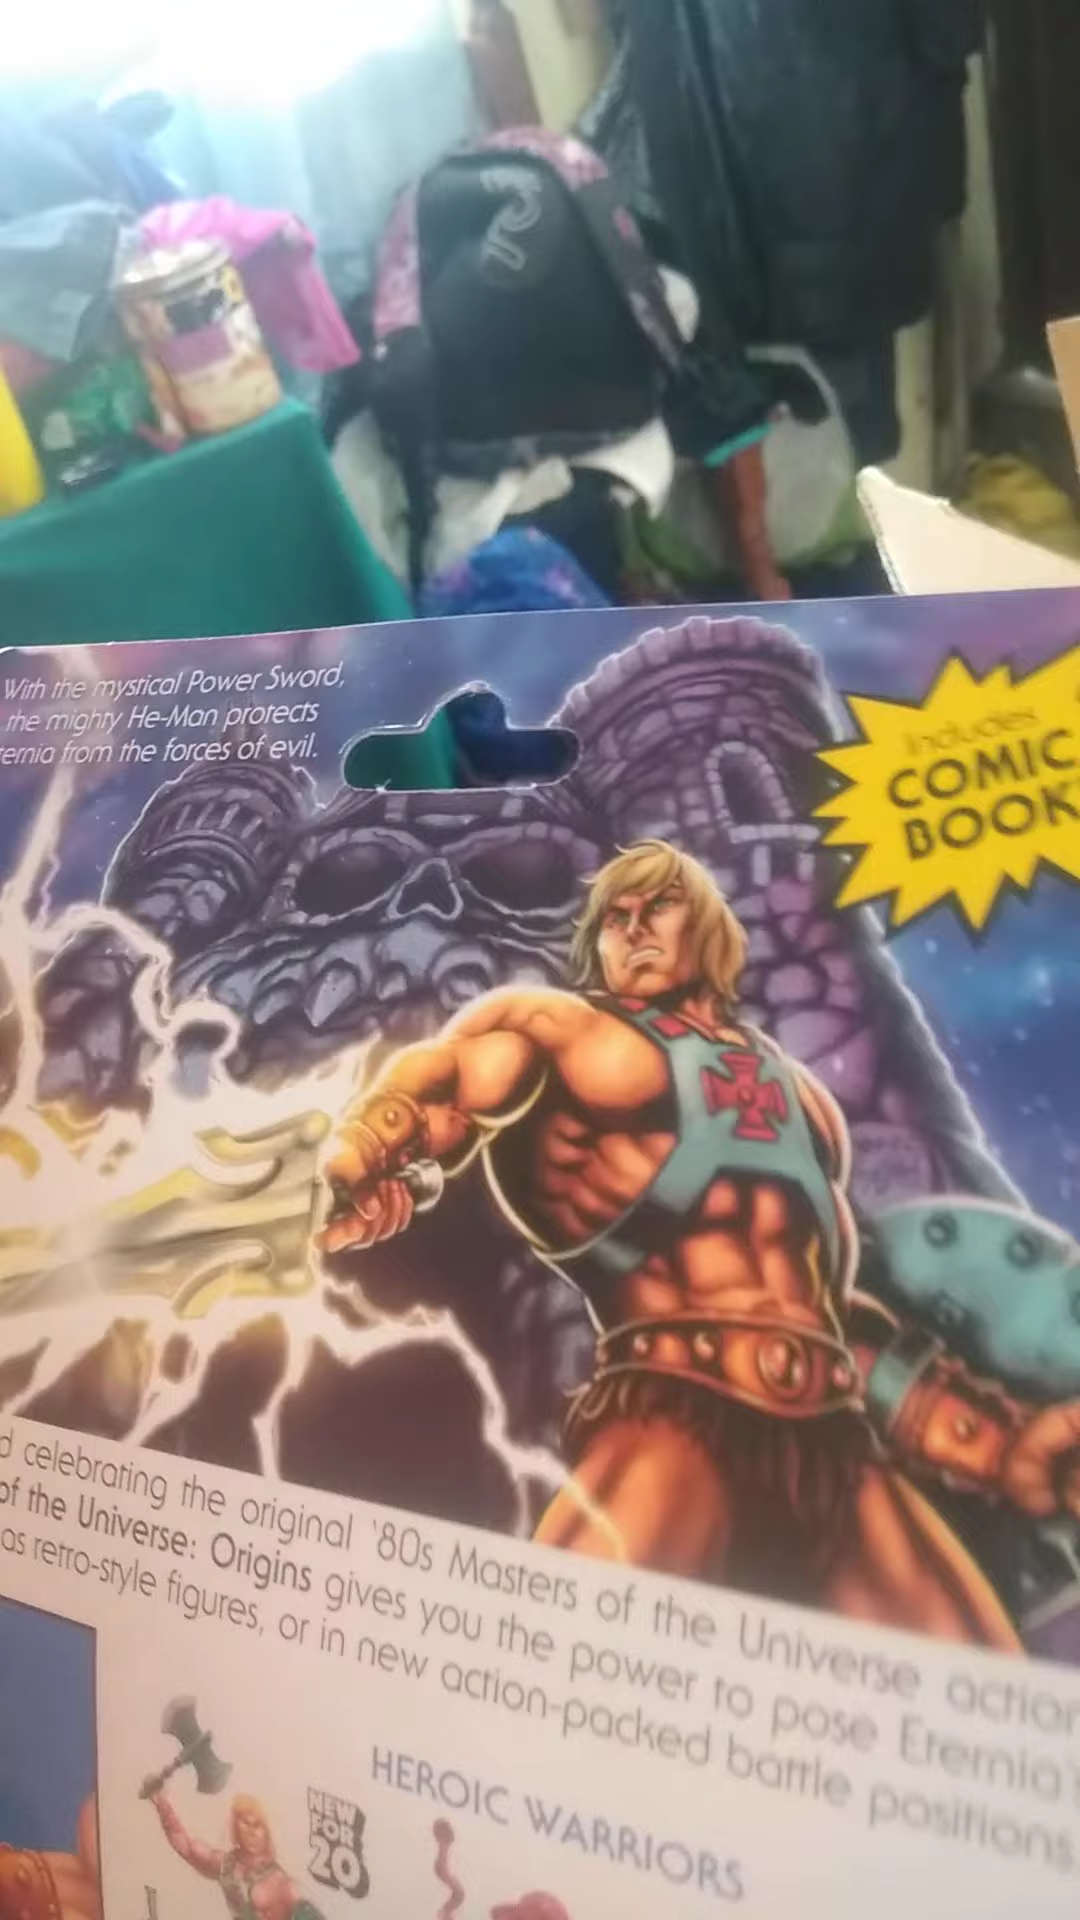 With the mystical Power Sword,
the mighty He-Man protects
ernia from the forces of evil.
Includes
COMIC
BOOK
d celebrating the original '80s Masters of the Universe action
of the Universe: Origins gives you the power to pose Eternia's
as retro-style figures, or in new action-packed battle positions
HEROIC WARRIORS
NEW
FOR
20